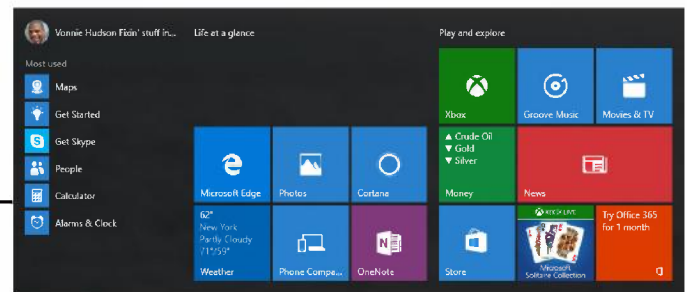 Vonnie Hudson Fixin' stuff in...
Most used
Maps
Get Started
Get Skype
People
Calculator
Alarms & Clock
Life at a glance
Microsoft Edge
Photos
Cortana
62°
New York
Partly Cloudy
71°/59°
Weather
Phone Compa...
OneNote
Play and explore
Xbox
Groove Music
Movies & TV
▲ Crude Oil
▼ Gold
▼ Silver
Money
News
Store
XBOX LIVE
Microsoft
Solitaire Collection
Try Office 365
for 1 month